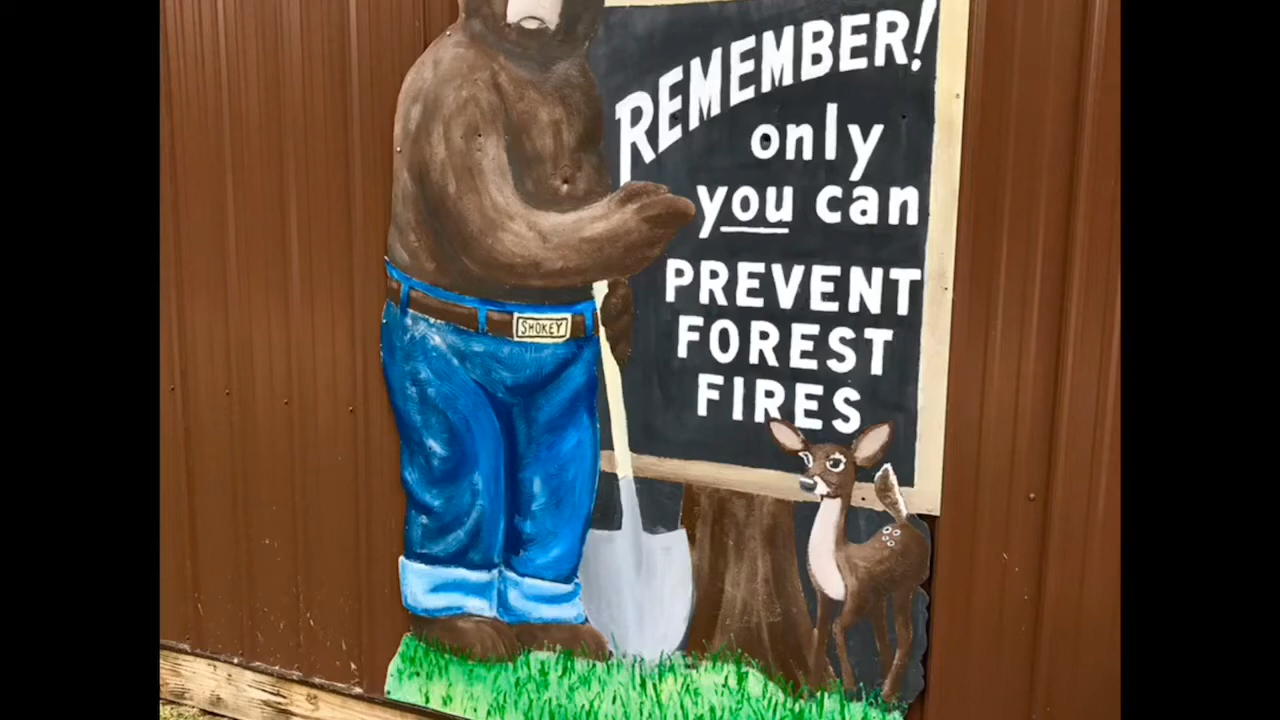 REMEMBER!
only
you can
PREVENT
FOREST
FIRES
SMOKEY